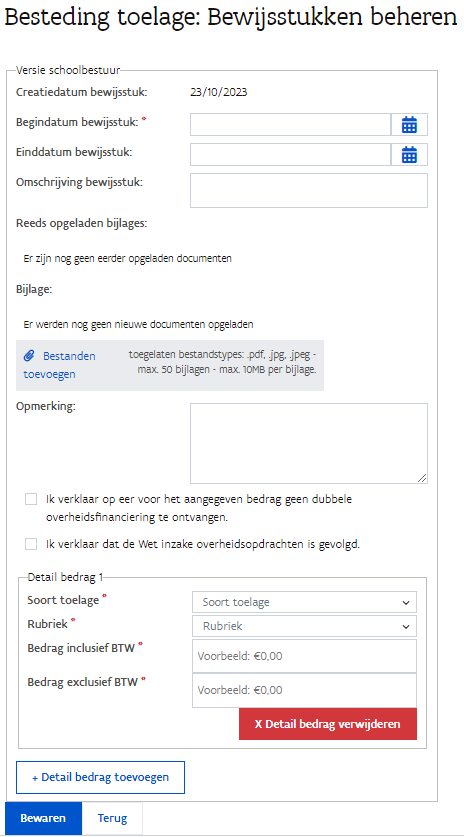 Besteding toelage: Bewijsstukken beheren
Versie schoolbestuur
Creatiedatum bewijsstuk: 23/10/2023
Begindatum bewijsstuk: *
Einddatum bewijsstuk:
Omschrijving bewijsstuk:
Reeds opgeladen bijlages:
Er zijn nog geen eerder opgeladen documenten
Bijlage:
Er werden nog geen nieuwe documenten opgeladen
Bestanden toevoegen
toegelaten bestandstypes: .pdf, .jpg, .jpeg -
max. 50 bijlagen - max. 10MB per bijlage.
Opmerking:
Ik verklaar op eer voor het aangegeven bedrag geen dubbele
overheidsfinanciering te ontvangen.
Ik verklaar dat de Wet inzake overheidsopdrachten is gevolgd.
Detail bedrag 1
Soort toelage * Soort toelage
Rubriek * Rubriek
Bedrag inclusief BTW * Voorbeeld: €0,00
Bedrag exclusief BTW * Voorbeeld: €0,00
X Detail bedrag verwijderen
+ Detail bedrag toevoegen
Bewaren Terug